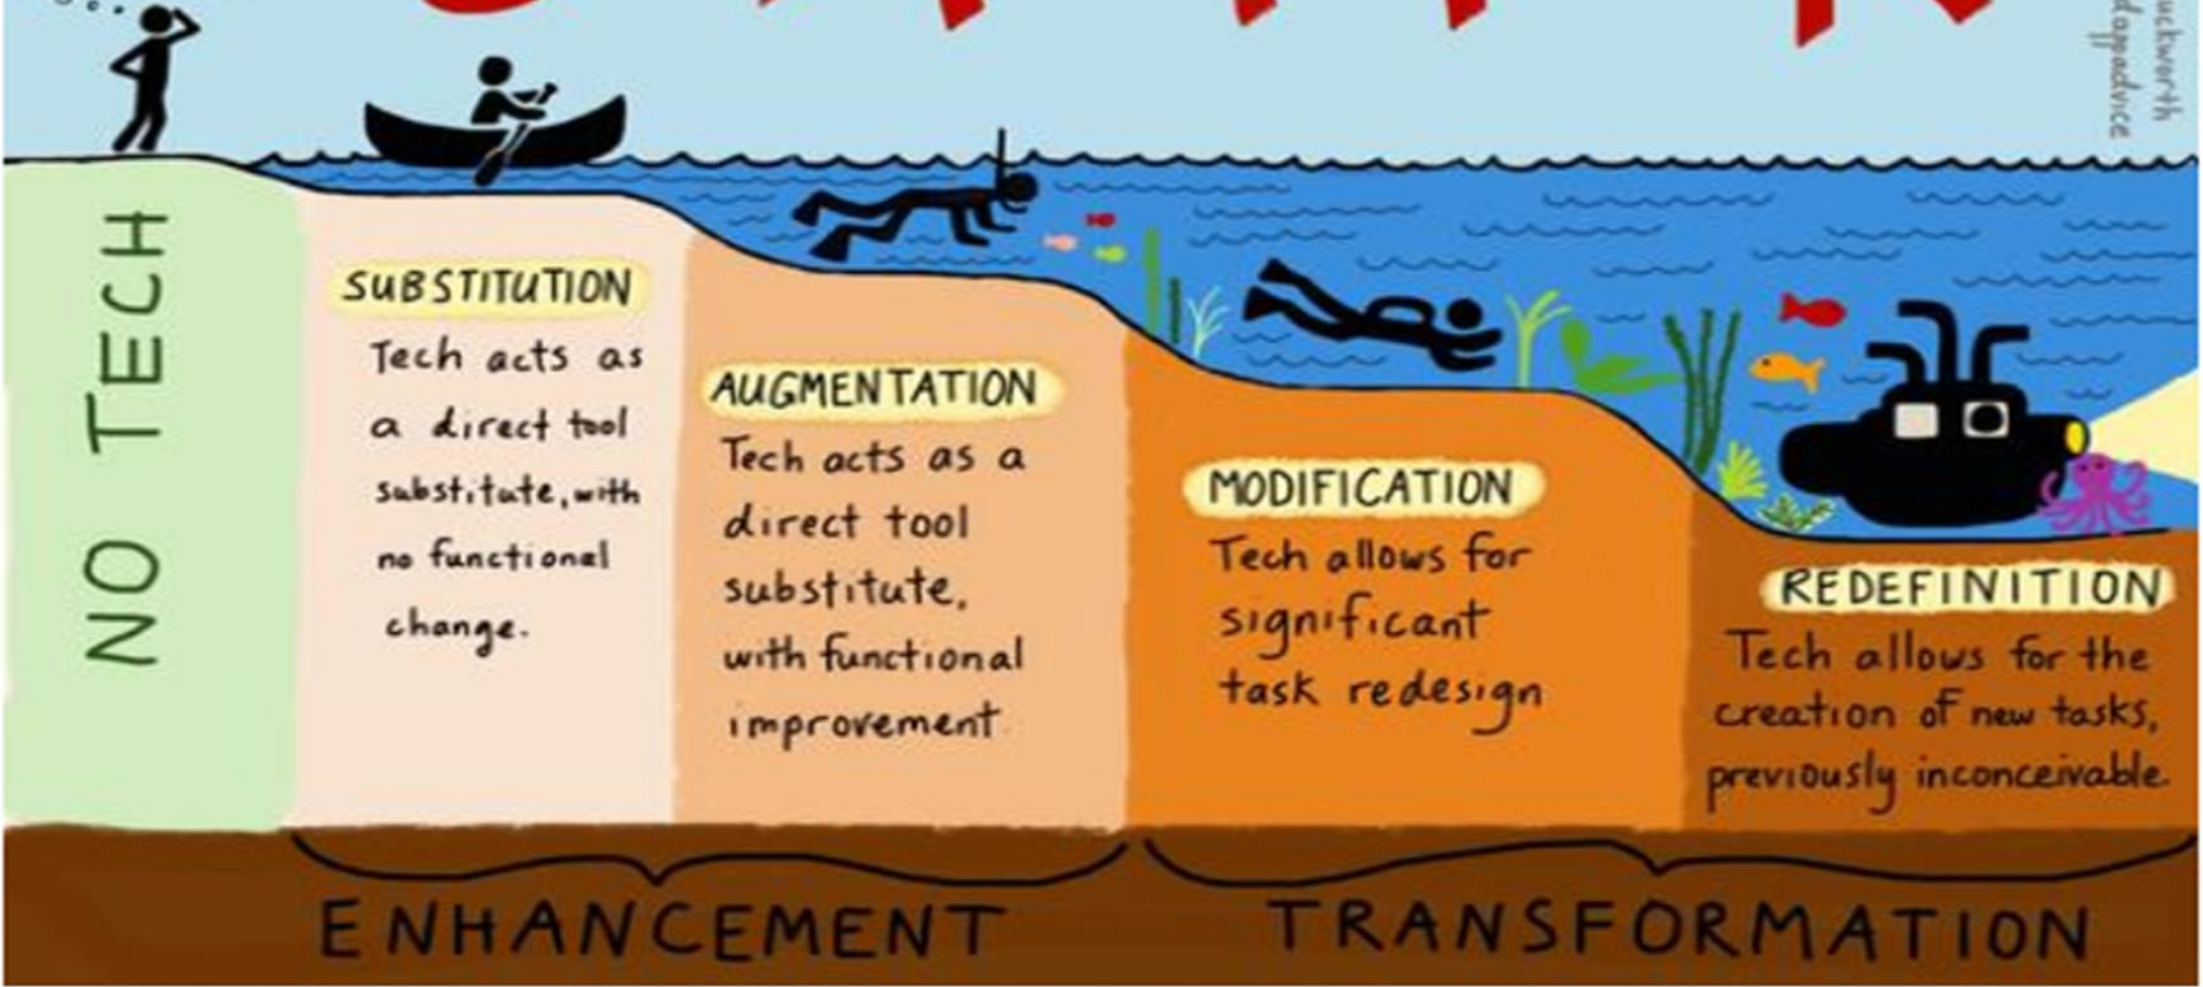 uckworth
dappadvice
NO TECH
SUBSTITUTION
Tech acts as
a direct tool
substitute, with
no functional
change.
AUGMENTATION
Tech acts as a
direct tool
substitute,
with functional
improvement
MODIFICATION
Tech allows for
significant
task redesign
REDEFINITION
Tech allows for the
creation of new tasks,
previously inconceivable.
ENHANCEMENT
TRANSFORMATION